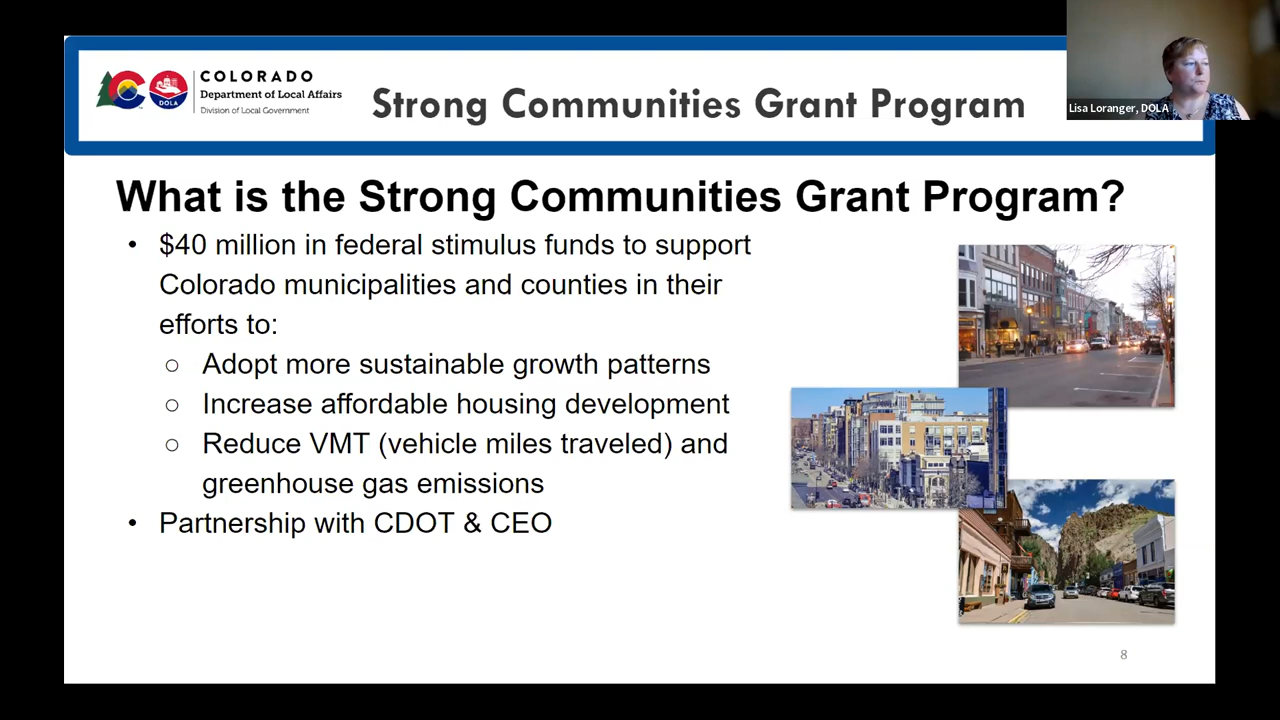 COLORADO
Department of Local Affairs
Division of Local Government
DOLA
Strong Communities Grant Program
Lisa Loranger, DOLA
What is the Strong Communities Grant Program?
• $40 million in federal stimulus funds to support
Colorado municipalities and counties in their
efforts to:
○ Adopt more sustainable growth patterns
○ Increase affordable housing development
○ Reduce VMT (vehicle miles traveled) and
greenhouse gas emissions
• Partnership with CDOT & CEO
8